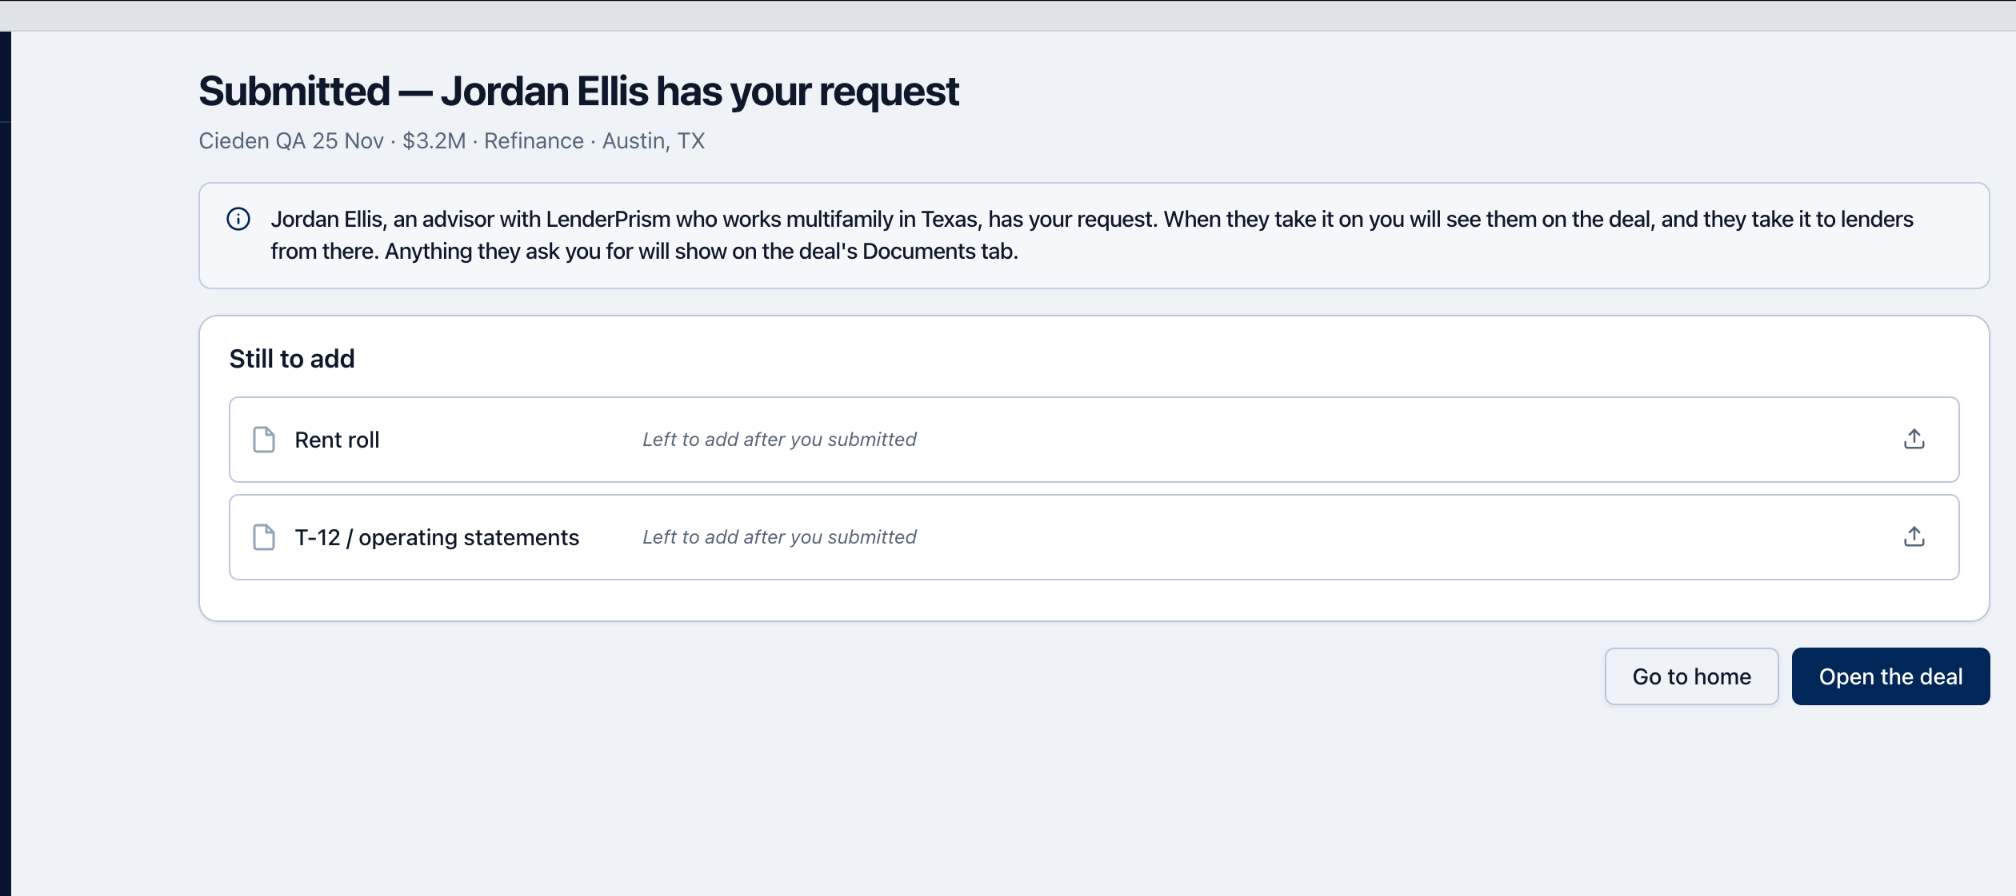 Submitted — Jordan Ellis has your request
Cieden QA 25 Nov · $3.2M · Refinance · Austin, TX
Jordan Ellis, an advisor with LenderPrism who works multifamily in Texas, has your request. When they take it on you will see them on the deal, and they take it to lenders
from there. Anything they ask you for will show on the deal's Documents tab.
Still to add
Rent roll Left to add after you submitted
T-12 / operating statements Left to add after you submitted
Go to home Open the deal